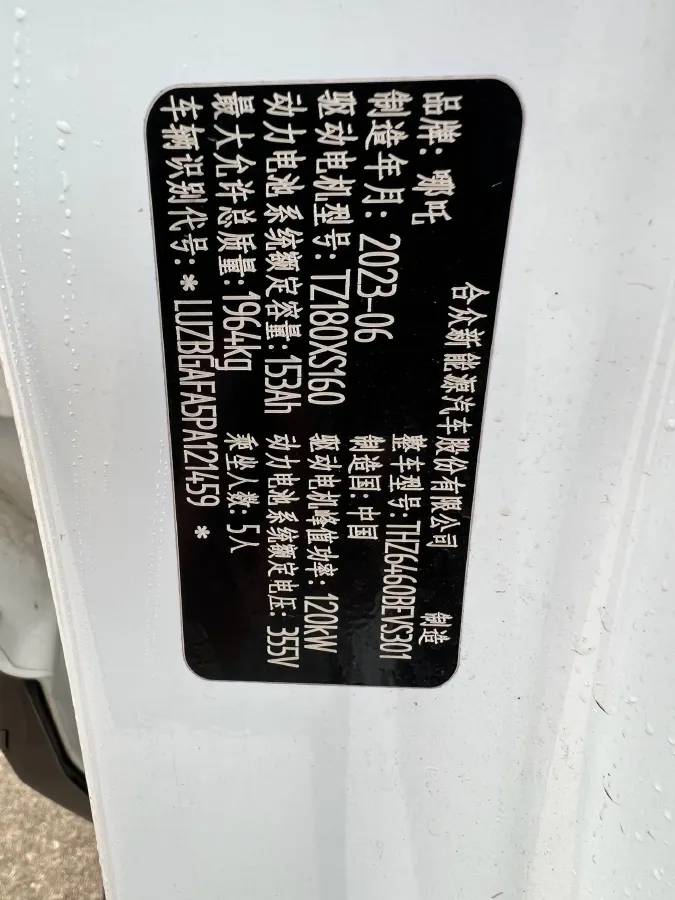 合众新能源汽车股份有限公司 制造
品牌: 哪吒 整车型号: THZ6460BEVS301
制造年月: 2023-06 制造国: 中国
驱动电机型号: TZ180XS160 驱动电机峰值功率: 120kW
动力电池系统额定容量: 153Ah 动力电池系统额定电压: 355V
最大允许总质量: 1964kg 乘坐人数: 5人
车辆识别代号: * LUZBGAFA5PA121459 *